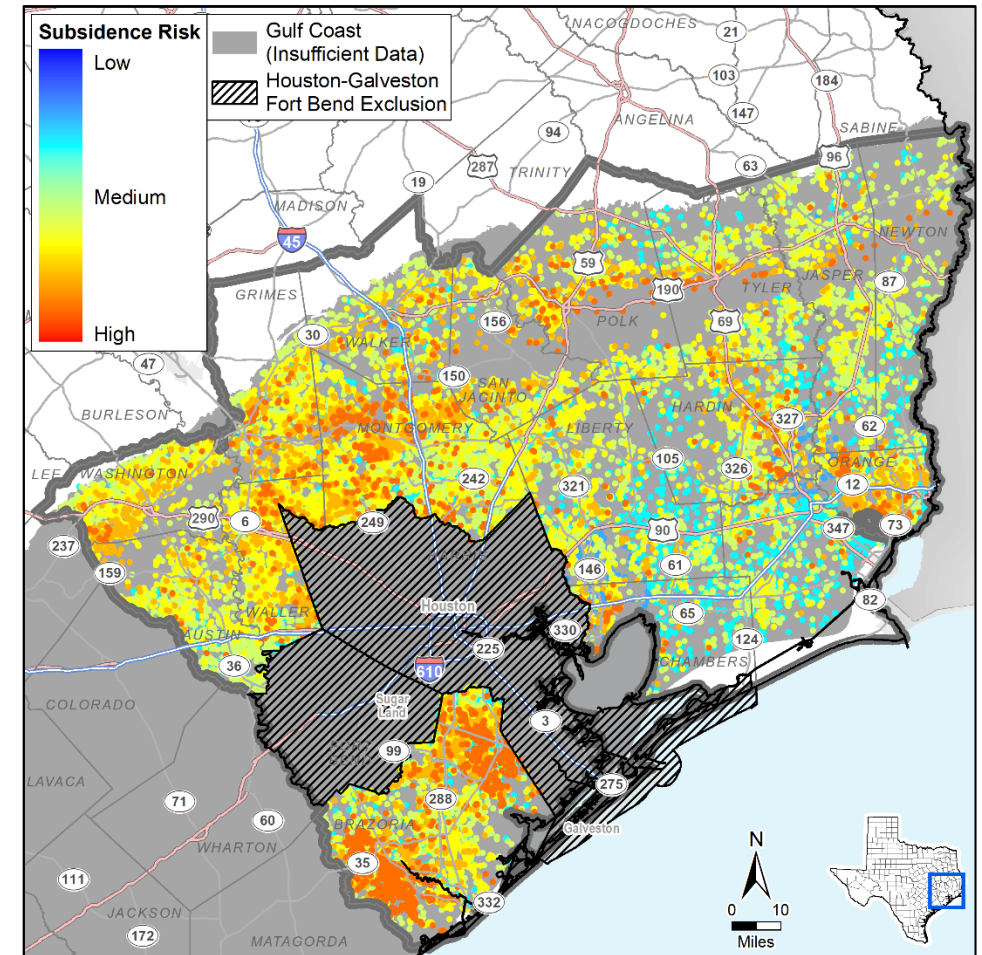 Subsidence Risk
Low
Medium
High
Gulf Coast
(Insufficient Data)
Houston-Galveston
Fort Bend Exclusion
NACOGDOCHES
21
103
184
147
ANGELINA
94
SABINE
96
63
287
TRINITY
19
MADISON
45
NEWTON
59
JASPER
190
TYLER
87
GRIMES
156
POLK
69
30
WALKER
47
150
SAN
JACINTO
BURLESON
HARDIN
MONTGOMERY
LIBERTY
327
62
LEE
WASHINGTON
105
326
ORANGE
242
321
12
290
6
249
90
347
73
237
146
61
159
Houston
82
WALLER
65
330
AUSTIN
225
124
36
610
CHAMBERS
COLORADO
Sugar
Land
3
99
LAVACA
275
288
71
60
BRAZORIA
Galveston
WHARTON
35
111
332
JACKSON
172
MATAGORDA
N
0 10
Miles